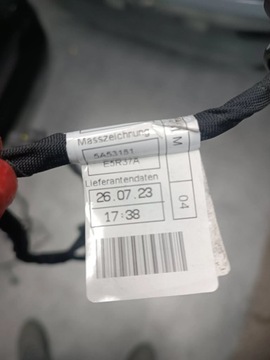 Masszeichnung
5A53181
E5R37A
Lieferantendaten
26.07.23
17:38
04
M